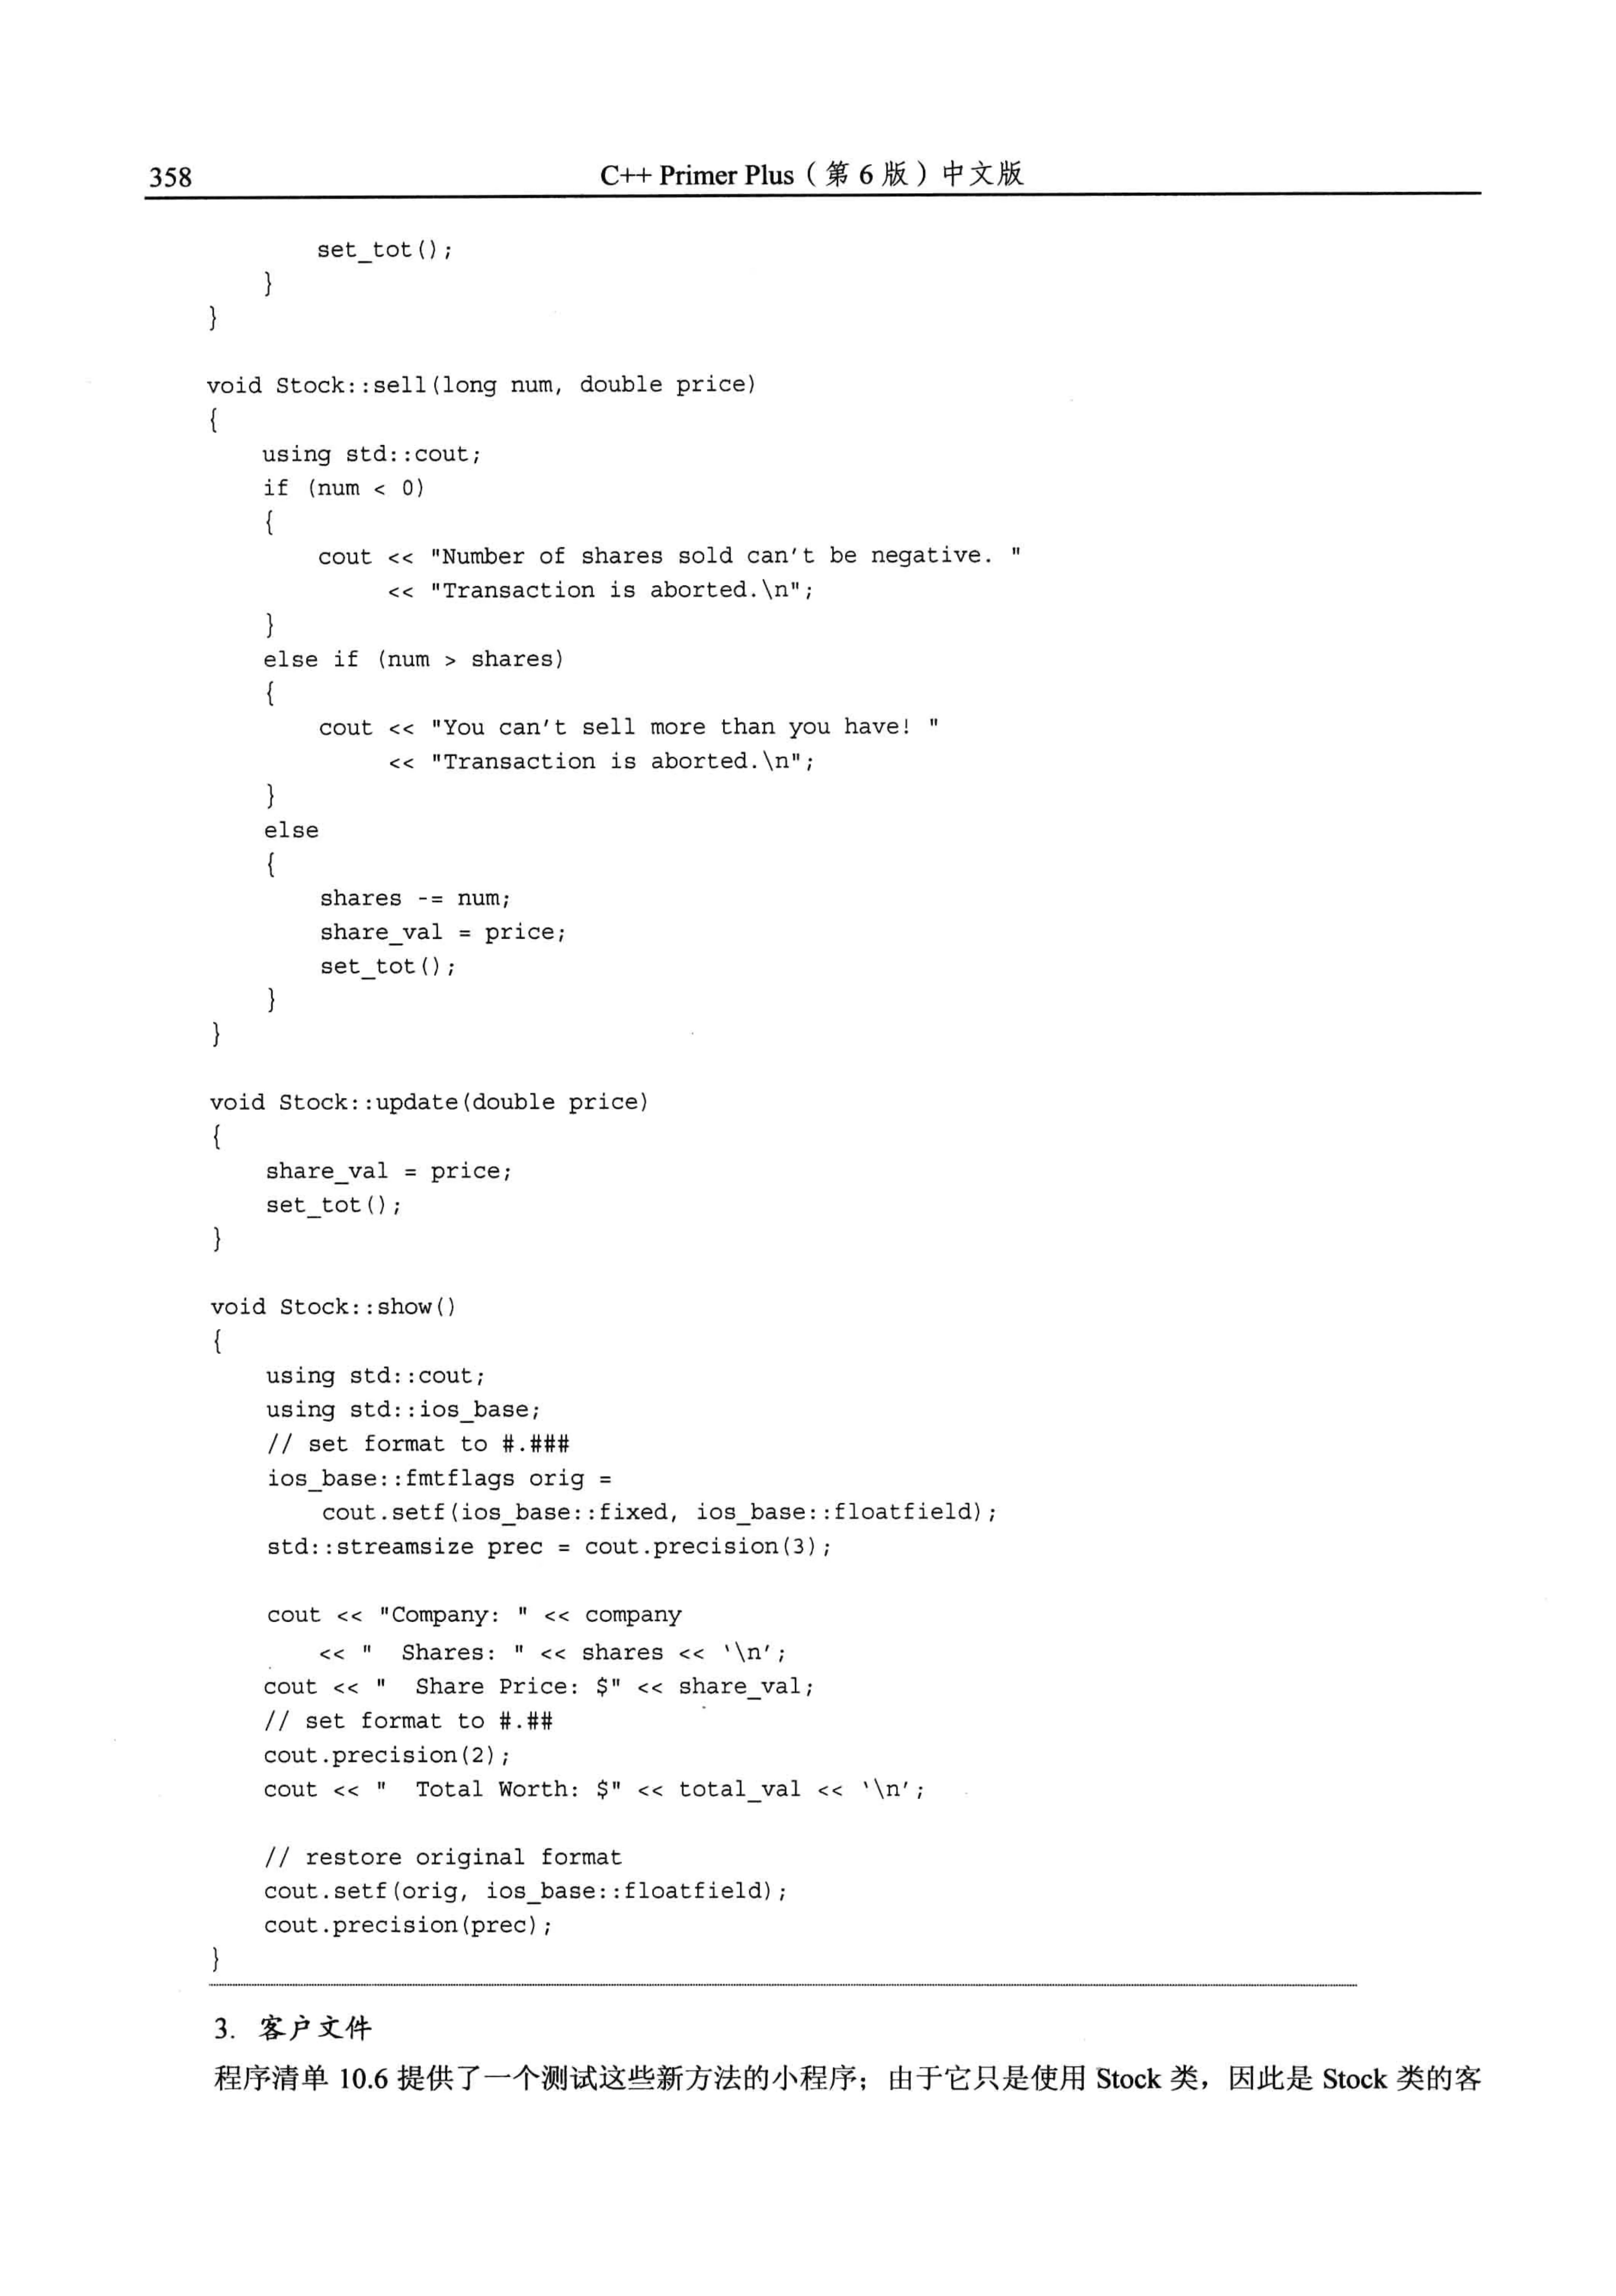 358
C++ Primer Plus（第 6 版）中文版
        set_tot();
    }
}

void Stock::sell(long num, double price)
{
    using std::cout;
    if (num < 0)
    {
        cout << "Number of shares sold can't be negative. "
             << "Transaction is aborted.\n";
    }
    else if (num > shares)
    {
        cout << "You can't sell more than you have! "
             << "Transaction is aborted.\n";
    }
    else
    {
        shares -= num;
        share_val = price;
        set_tot();
    }
}

void Stock::update(double price)
{
    share_val = price;
    set_tot();
}

void Stock::show()
{
    using std::cout;
    using std::ios_base;
    // set format to #.###
    ios_base::fmtflags orig =
        cout.setf(ios_base::fixed, ios_base::floatfield);
    std::streamsize prec = cout.precision(3);

    cout << "Company: " << company
        << "  Shares: " << shares << '\n';
    cout << "  Share Price: $" << share_val;
    // set format to #.##
    cout.precision(2);
    cout << "  Total Worth: $" << total_val << '\n';

    // restore original format
    cout.setf(orig, ios_base::floatfield);
    cout.precision(prec);
}
3. 客户文件
程序清单 10.6 提供了一个测试这些新方法的小程序；由于它只是使用 Stock 类，因此是 Stock 类的客